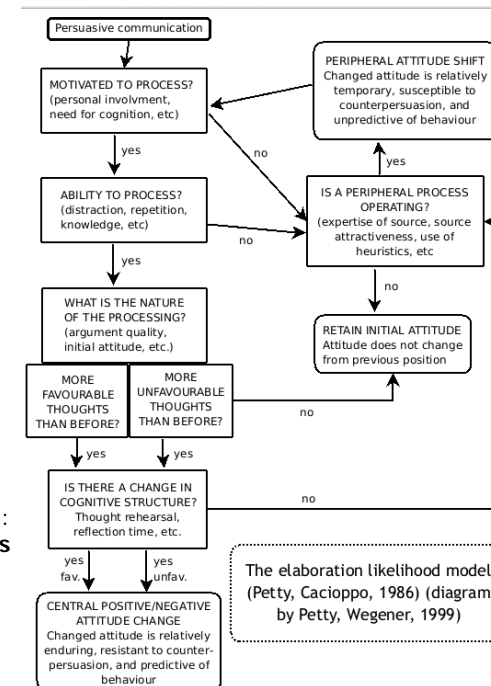 Persuasive communication
MOTIVATED TO PROCESS?
(personal involvment,
need for cognition, etc)
PERIPHERAL ATTITUDE SHIFT
Changed attitude is relatively
temporary, susceptible to
counterpersuasion, and
unpredictive of behaviour
yes
no
yes
ABILITY TO PROCESS?
(distraction, repetition,
knowledge, etc)
no
IS A PERIPHERAL PROCESS
OPERATING?
(expertise of source, source
attractiveness, use of
heuristics, etc
yes
no
WHAT IS THE NATURE
OF THE PROCESSING?
(argument quality,
initial attitude, etc.)
RETAIN INITIAL ATTITUDE
Attitude does not change
from previous position
MORE
FAVOURABLE
THOUGHTS
THAN BEFORE?
MORE
UNFAVOURABLE
THOUGHTS
THAN BEFORE?
no
yes
yes
IS THERE A CHANGE IN
COGNITIVE STRUCTURE?
Thought rehearsal,
reflection time, etc.
no
:
s
yes
fav.
yes
unfav.
CENTRAL POSITIVE/NEGATIVE
ATTITUDE CHANGE
Changed attitude is relatively
enduring, resistant to counter-
persuasion, and predictive of
behaviour
The elaboration likelihood model
(Petty, Cacioppo, 1986) (diagram
by Petty, Wegener, 1999)